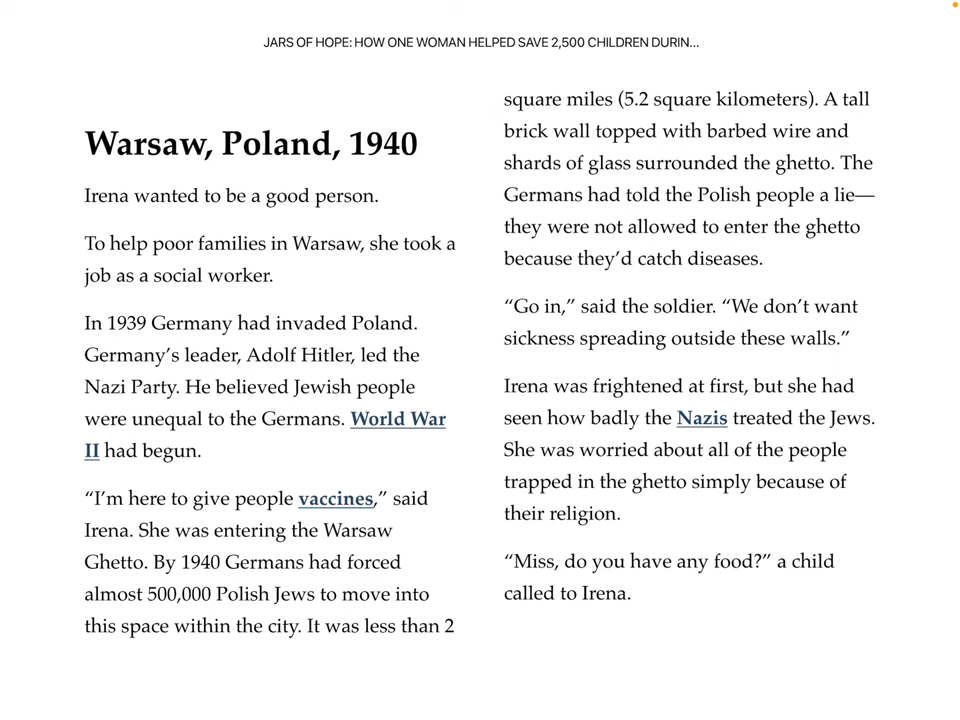 JARS OF HOPE: HOW ONE WOMAN HELPED SAVE 2,500 CHILDREN DURIN...
Warsaw, Poland, 1940
Irena wanted to be a good person.
To help poor families in Warsaw, she took a
job as a social worker.
In 1939 Germany had invaded Poland.
Germany’s leader, Adolf Hitler, led the
Nazi Party. He believed Jewish people
were unequal to the Germans. World War
II had begun.
“I’m here to give people vaccines,” said
Irena. She was entering the Warsaw
Ghetto. By 1940 Germans had forced
almost 500,000 Polish Jews to move into
this space within the city. It was less than 2
square miles (5.2 square kilometers). A tall
brick wall topped with barbed wire and
shards of glass surrounded the ghetto. The
Germans had told the Polish people a lie—
they were not allowed to enter the ghetto
because they’d catch diseases.
“Go in,” said the soldier. “We don’t want
sickness spreading outside these walls.”
Irena was frightened at first, but she had
seen how badly the Nazis treated the Jews.
She was worried about all of the people
trapped in the ghetto simply because of
their religion.
“Miss, do you have any food?” a child
called to Irena.